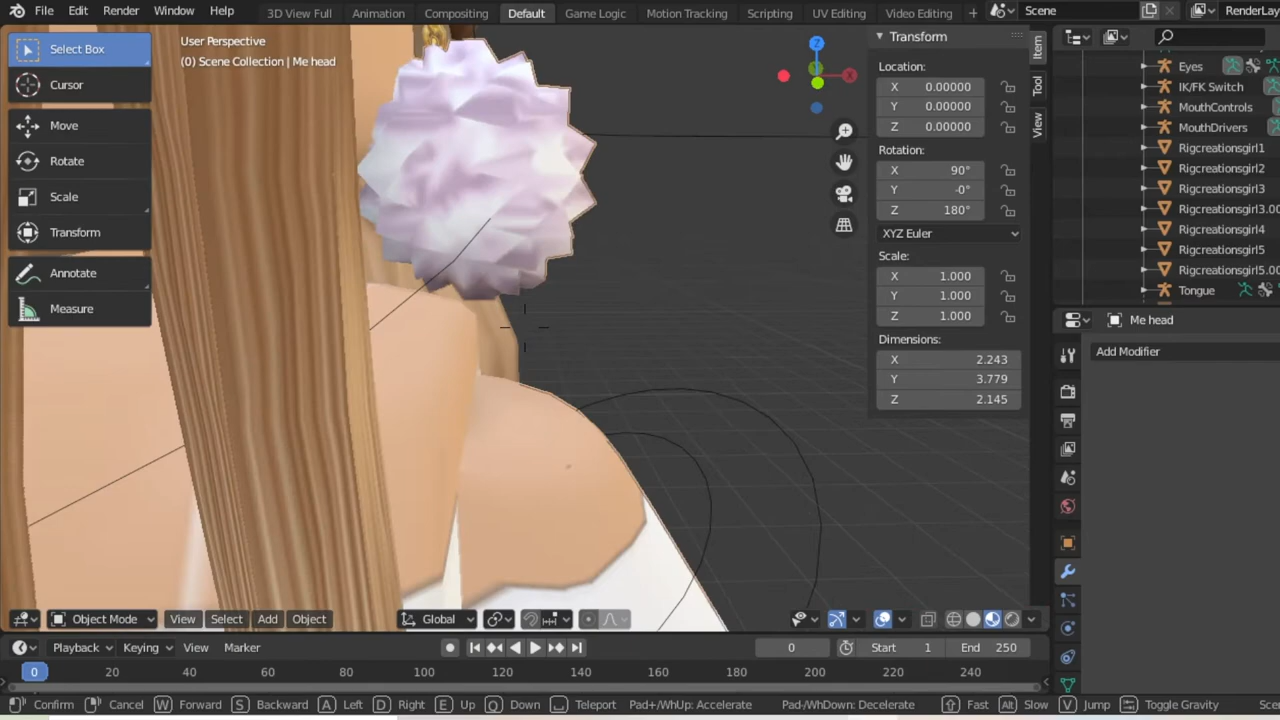 File Edit Render Window Help 3D View Full Animation Compositing Default Game Logic Motion Tracking Scripting UV Editing Video Editing + Scene RenderLay
Select Box
Cursor
Move
Rotate
Scale
Transform
Annotate
Measure
User Perspective
(0) Scene Collection | Me head
X
Transform
Location:
X 0.00000
Y 0.00000
Z 0.00000
Rotation:
X 90°
Y -0°
Z 180°
XYZ Euler
Scale:
X 1.000
Y 1.000
Z 1.000
Dimensions:
X 2.243
Y 3.779
Z 2.145
Item
Tool
View
Eyes
IK/FK Switch
MouthControls
MouthDrivers
Rigcreationsgirl1
Rigcreationsgirl2
Rigcreationsgirl3
Rigcreationsgirl3.00
Rigcreationsgirl4
Rigcreationsgirl5
Rigcreationsgirl5.00
Tongue
Me head
Add Modifier
Object Mode View Select Add Object Global
Playback Keying View Marker 0 Start 1 End 250
0 20 40 60 80 100 120 140 160 180 200 220 240
Confirm Cancel W Forward S Backward A Left D Right E Up Q Down Teleport Pad+/WhUp: Accelerate Pad/WhDown: Decelerate Fast Alt Slow V Jump Toggle Gravity Sce